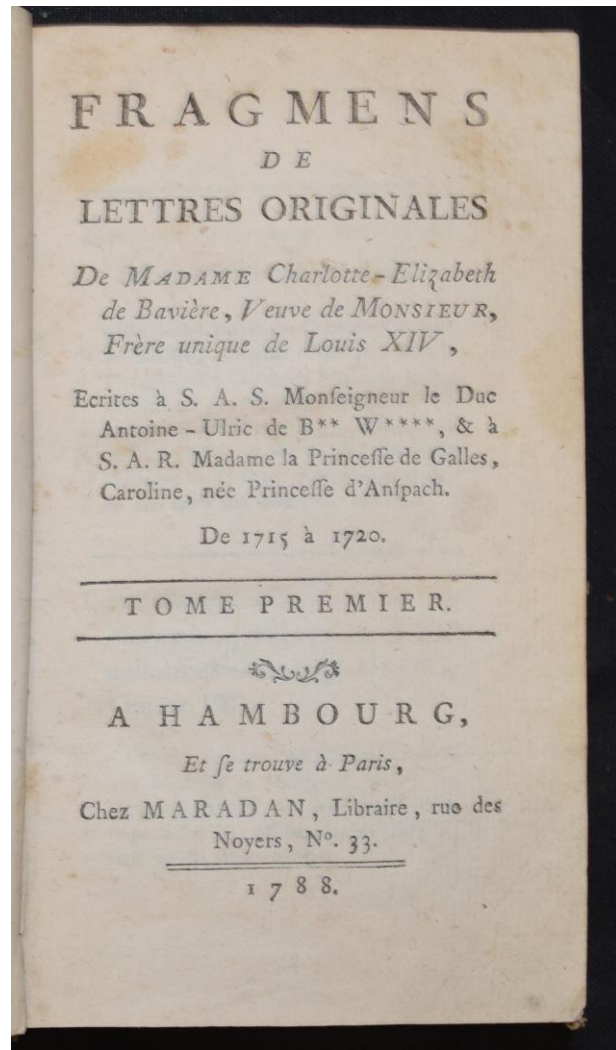 FRAGMENS
DE
LETTRES ORIGINALES
De MADAME Charlotte-Elizabeth
de Bavière, Veuve de MONSIEUR,
Frère unique de Louis XIV,
Ecrites à S. A. S. Monſeigneur le Duc
Antoine-Ulric de B** W****, & à
S. A. R. Madame la Princeſſe de Galles,
Caroline, née Princeſſe d'Anſpach.
De 1715 à 1720.
TOME PREMIER.
A HAMBOURG,
Et ſe trouve à Paris,
Chez MARADAN, Libraire, rue des
Noyers, Nº. 33.
1788.